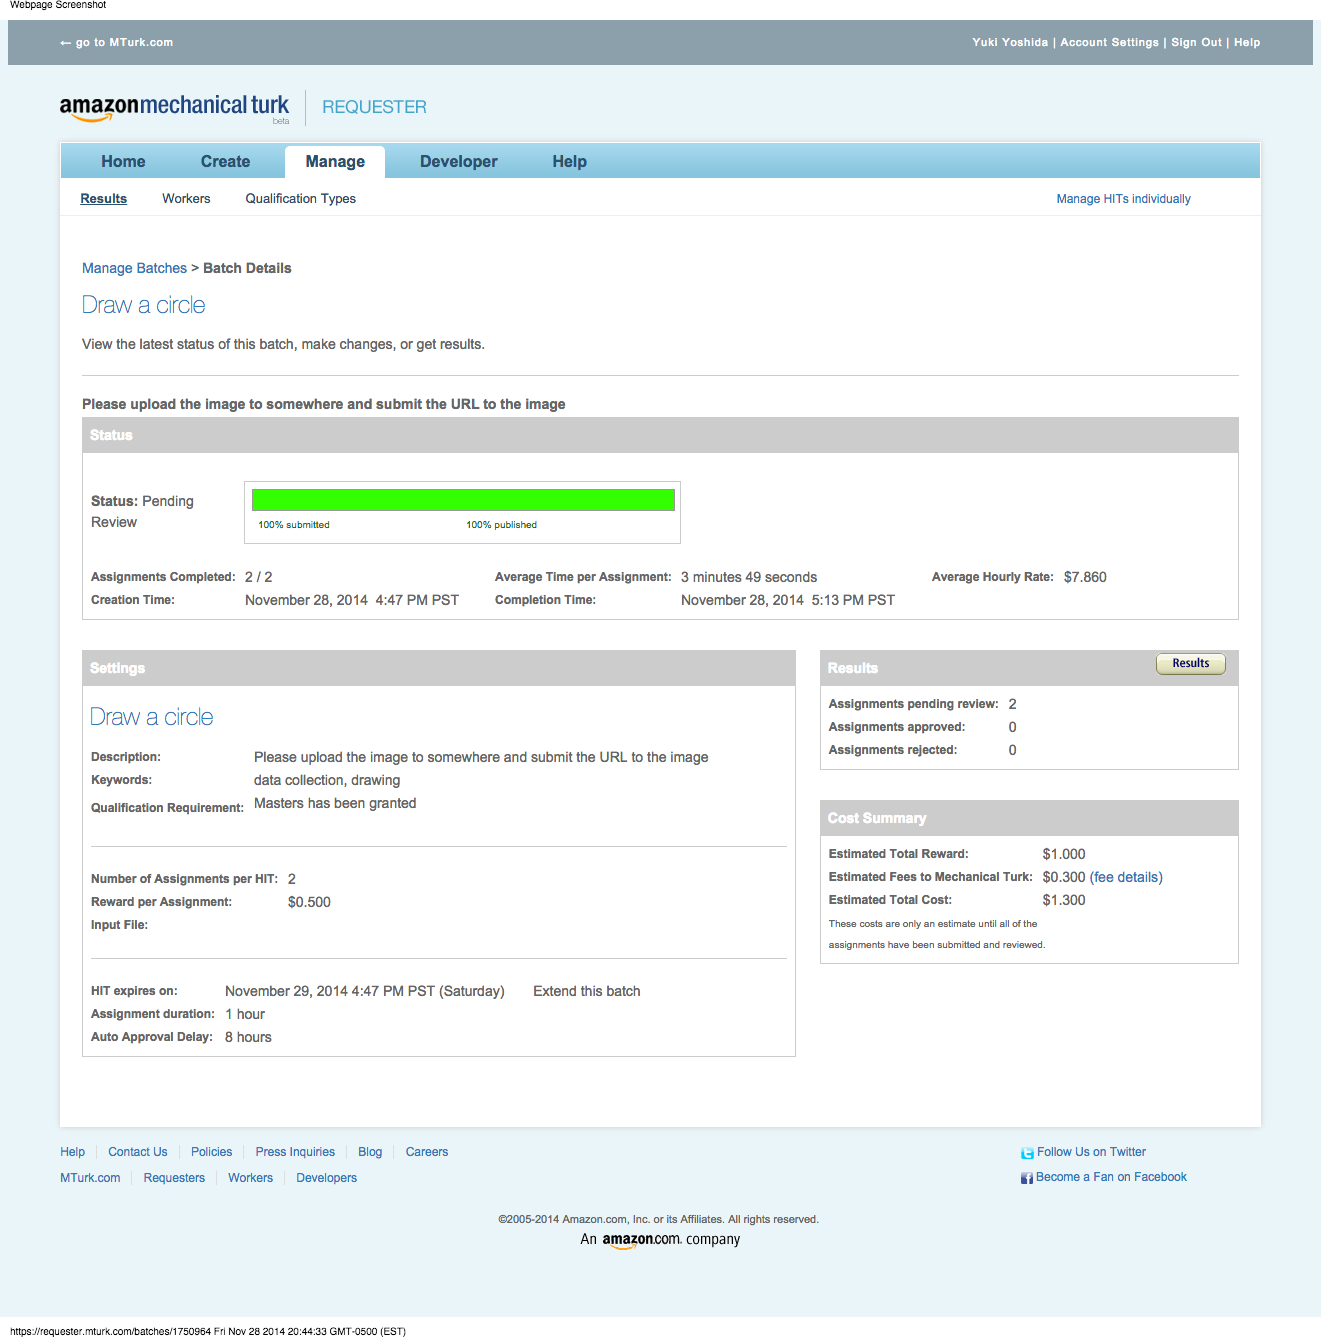 Webpage Screenshot
← go to MTurk.com
Yuki Yoshida | Account Settings | Sign Out | Help
amazonmechanical turk
beta
REQUESTER
Home Create Manage Developer Help
Results Workers Qualification Types Manage HITs individually
Manage Batches > Batch Details
Draw a circle
View the latest status of this batch, make changes, or get results.
Please upload the image to somewhere and submit the URL to the image
Status
Status: Pending
Review
100% submitted 100% published
Assignments Completed: 2 / 2 Average Time per Assignment: 3 minutes 49 seconds Average Hourly Rate: $7.860
Creation Time: November 28, 2014 4:47 PM PST Completion Time: November 28, 2014 5:13 PM PST
Settings
Draw a circle
Description: Please upload the image to somewhere and submit the URL to the image
Keywords: data collection, drawing
Qualification Requirement: Masters has been granted
Number of Assignments per HIT: 2
Reward per Assignment: $0.500
Input File:
HIT expires on: November 29, 2014 4:47 PM PST (Saturday) Extend this batch
Assignment duration: 1 hour
Auto Approval Delay: 8 hours
Results Results
Assignments pending review: 2
Assignments approved: 0
Assignments rejected: 0
Cost Summary
Estimated Total Reward: $1.000
Estimated Fees to Mechanical Turk: $0.300 (fee details)
Estimated Total Cost: $1.300
These costs are only an estimate until all of the
assignments have been submitted and reviewed.
Help Contact Us Policies Press Inquiries Blog Careers
MTurk.com Requesters Workers Developers
Follow Us on Twitter
Become a Fan on Facebook
©2005-2014 Amazon.com, Inc. or its Affiliates. All rights reserved.
An amazon.com. company
https://requester.mturk.com/batches/1750964 Fri Nov 28 2014 20:44:33 GMT-0500 (EST)